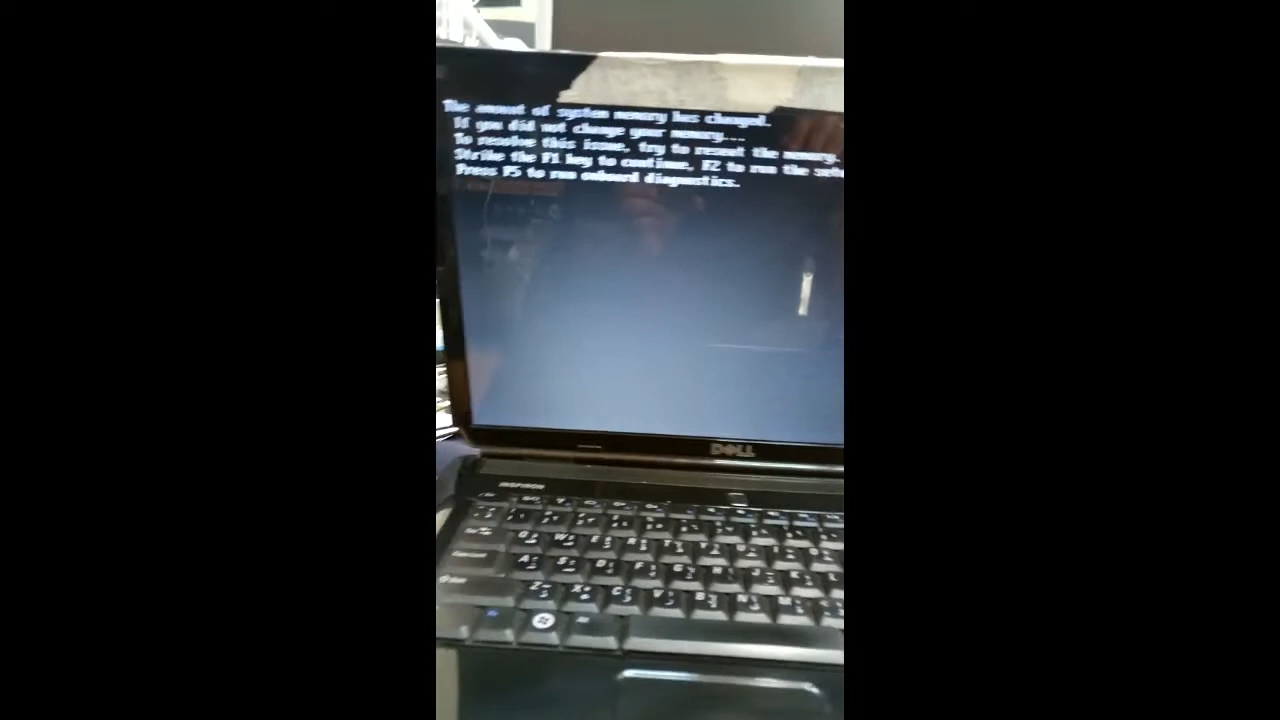 The amount of system memory has changed.
If you did not change your memory...
To resolve this issue, try to reseat the memory.
Strike the F1 key to continue, F2 to run the setu
Press F5 to run onboard diagnostics.
DELL
INSPIRON
Q W E R T Y U I O
A S D F G H J K L
Z X C V B N M